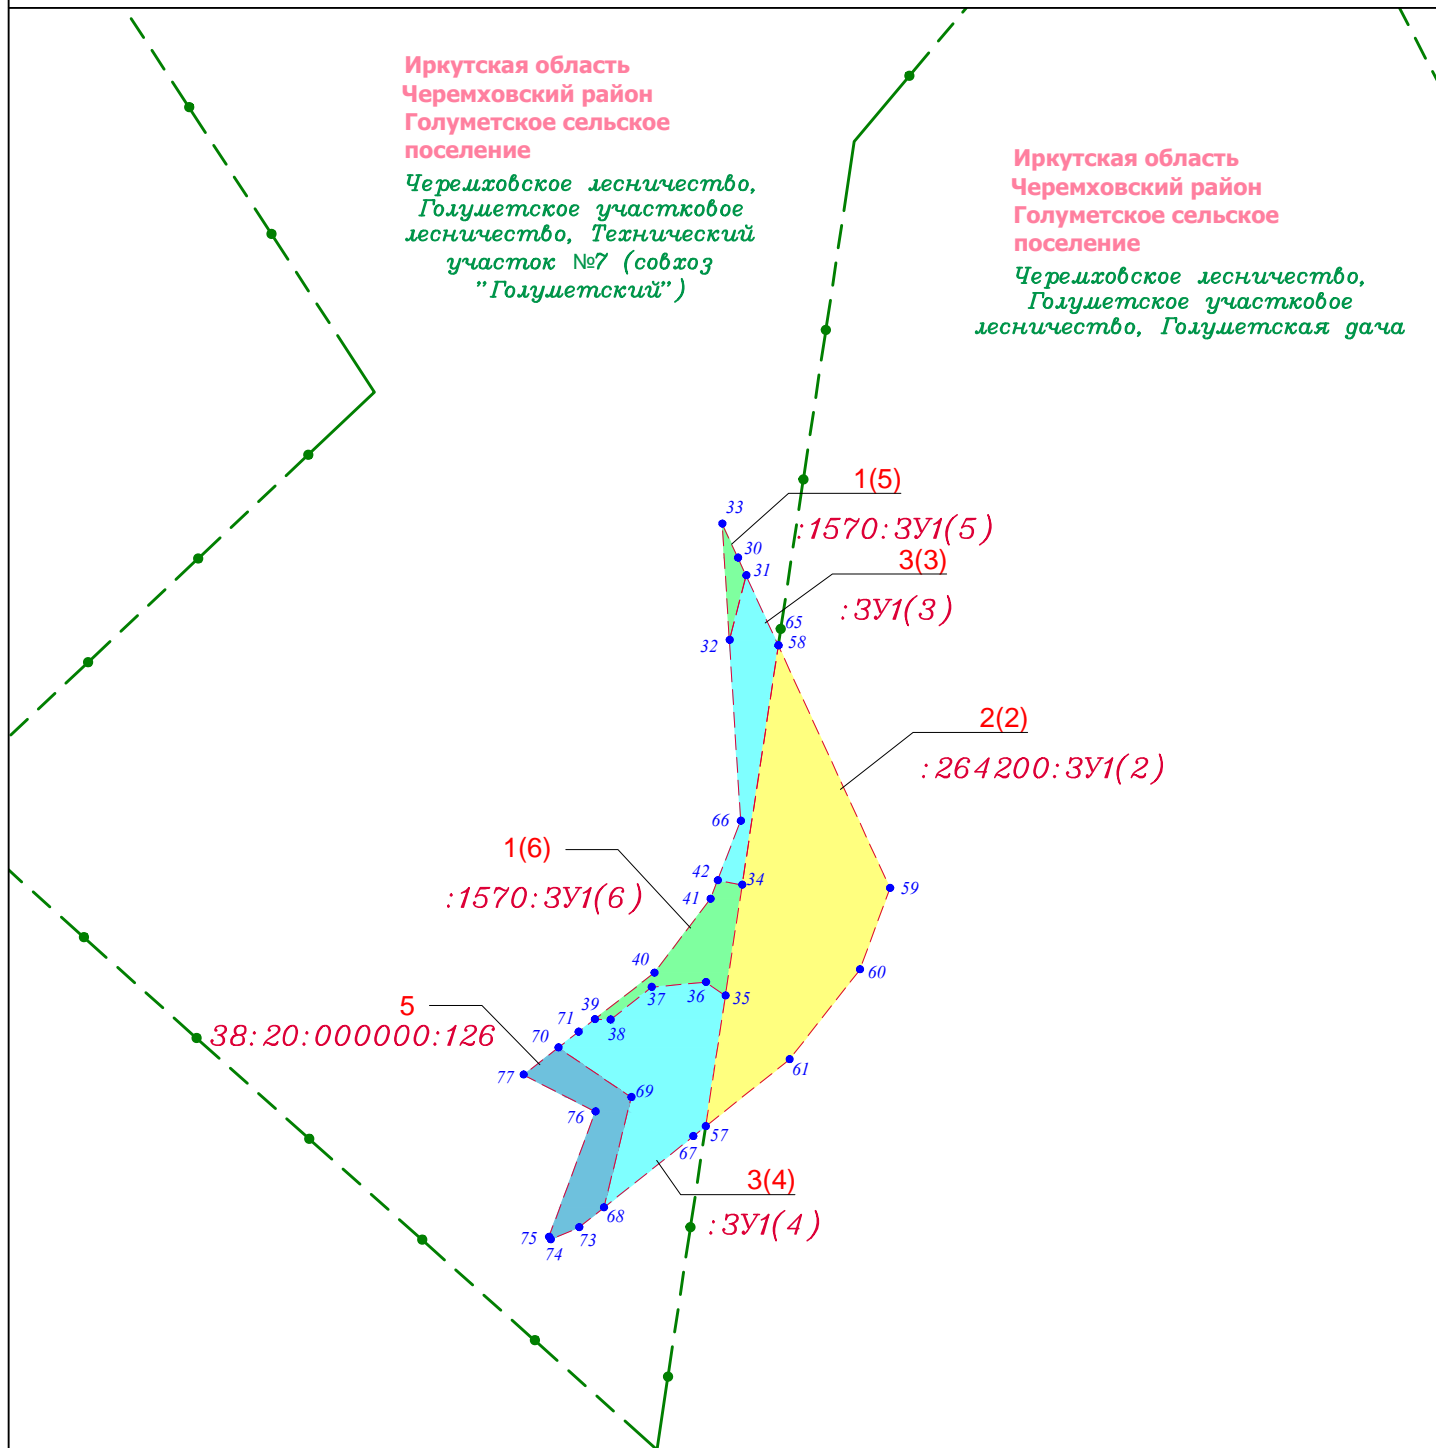 Иркутская область
Черемховский район
Голуметское сельское
поселение
Черемховское лесничество,
Голуметское участковое
лесничество, Технический
участок №7 (совхоз
"Голуметский")
Иркутская область
Черемховский район
Голуметское сельское
поселение
Черемховское лесничество,
Голуметское участковое
лесничество, Голуметская дача
1(5)
:1570:ЗУ1(5)
33
30
31
3(3)
:ЗУ1(3)
65
58
32
2(2)
:264200:ЗУ1(2)
66
1(6)
:1570:ЗУ1(6)
42
34
41
59
40
60
37
36
35
5
38:20:000000:126
39
38
71
70
61
77
69
76
57
67
3(4)
:ЗУ1(4)
68
73
75
74